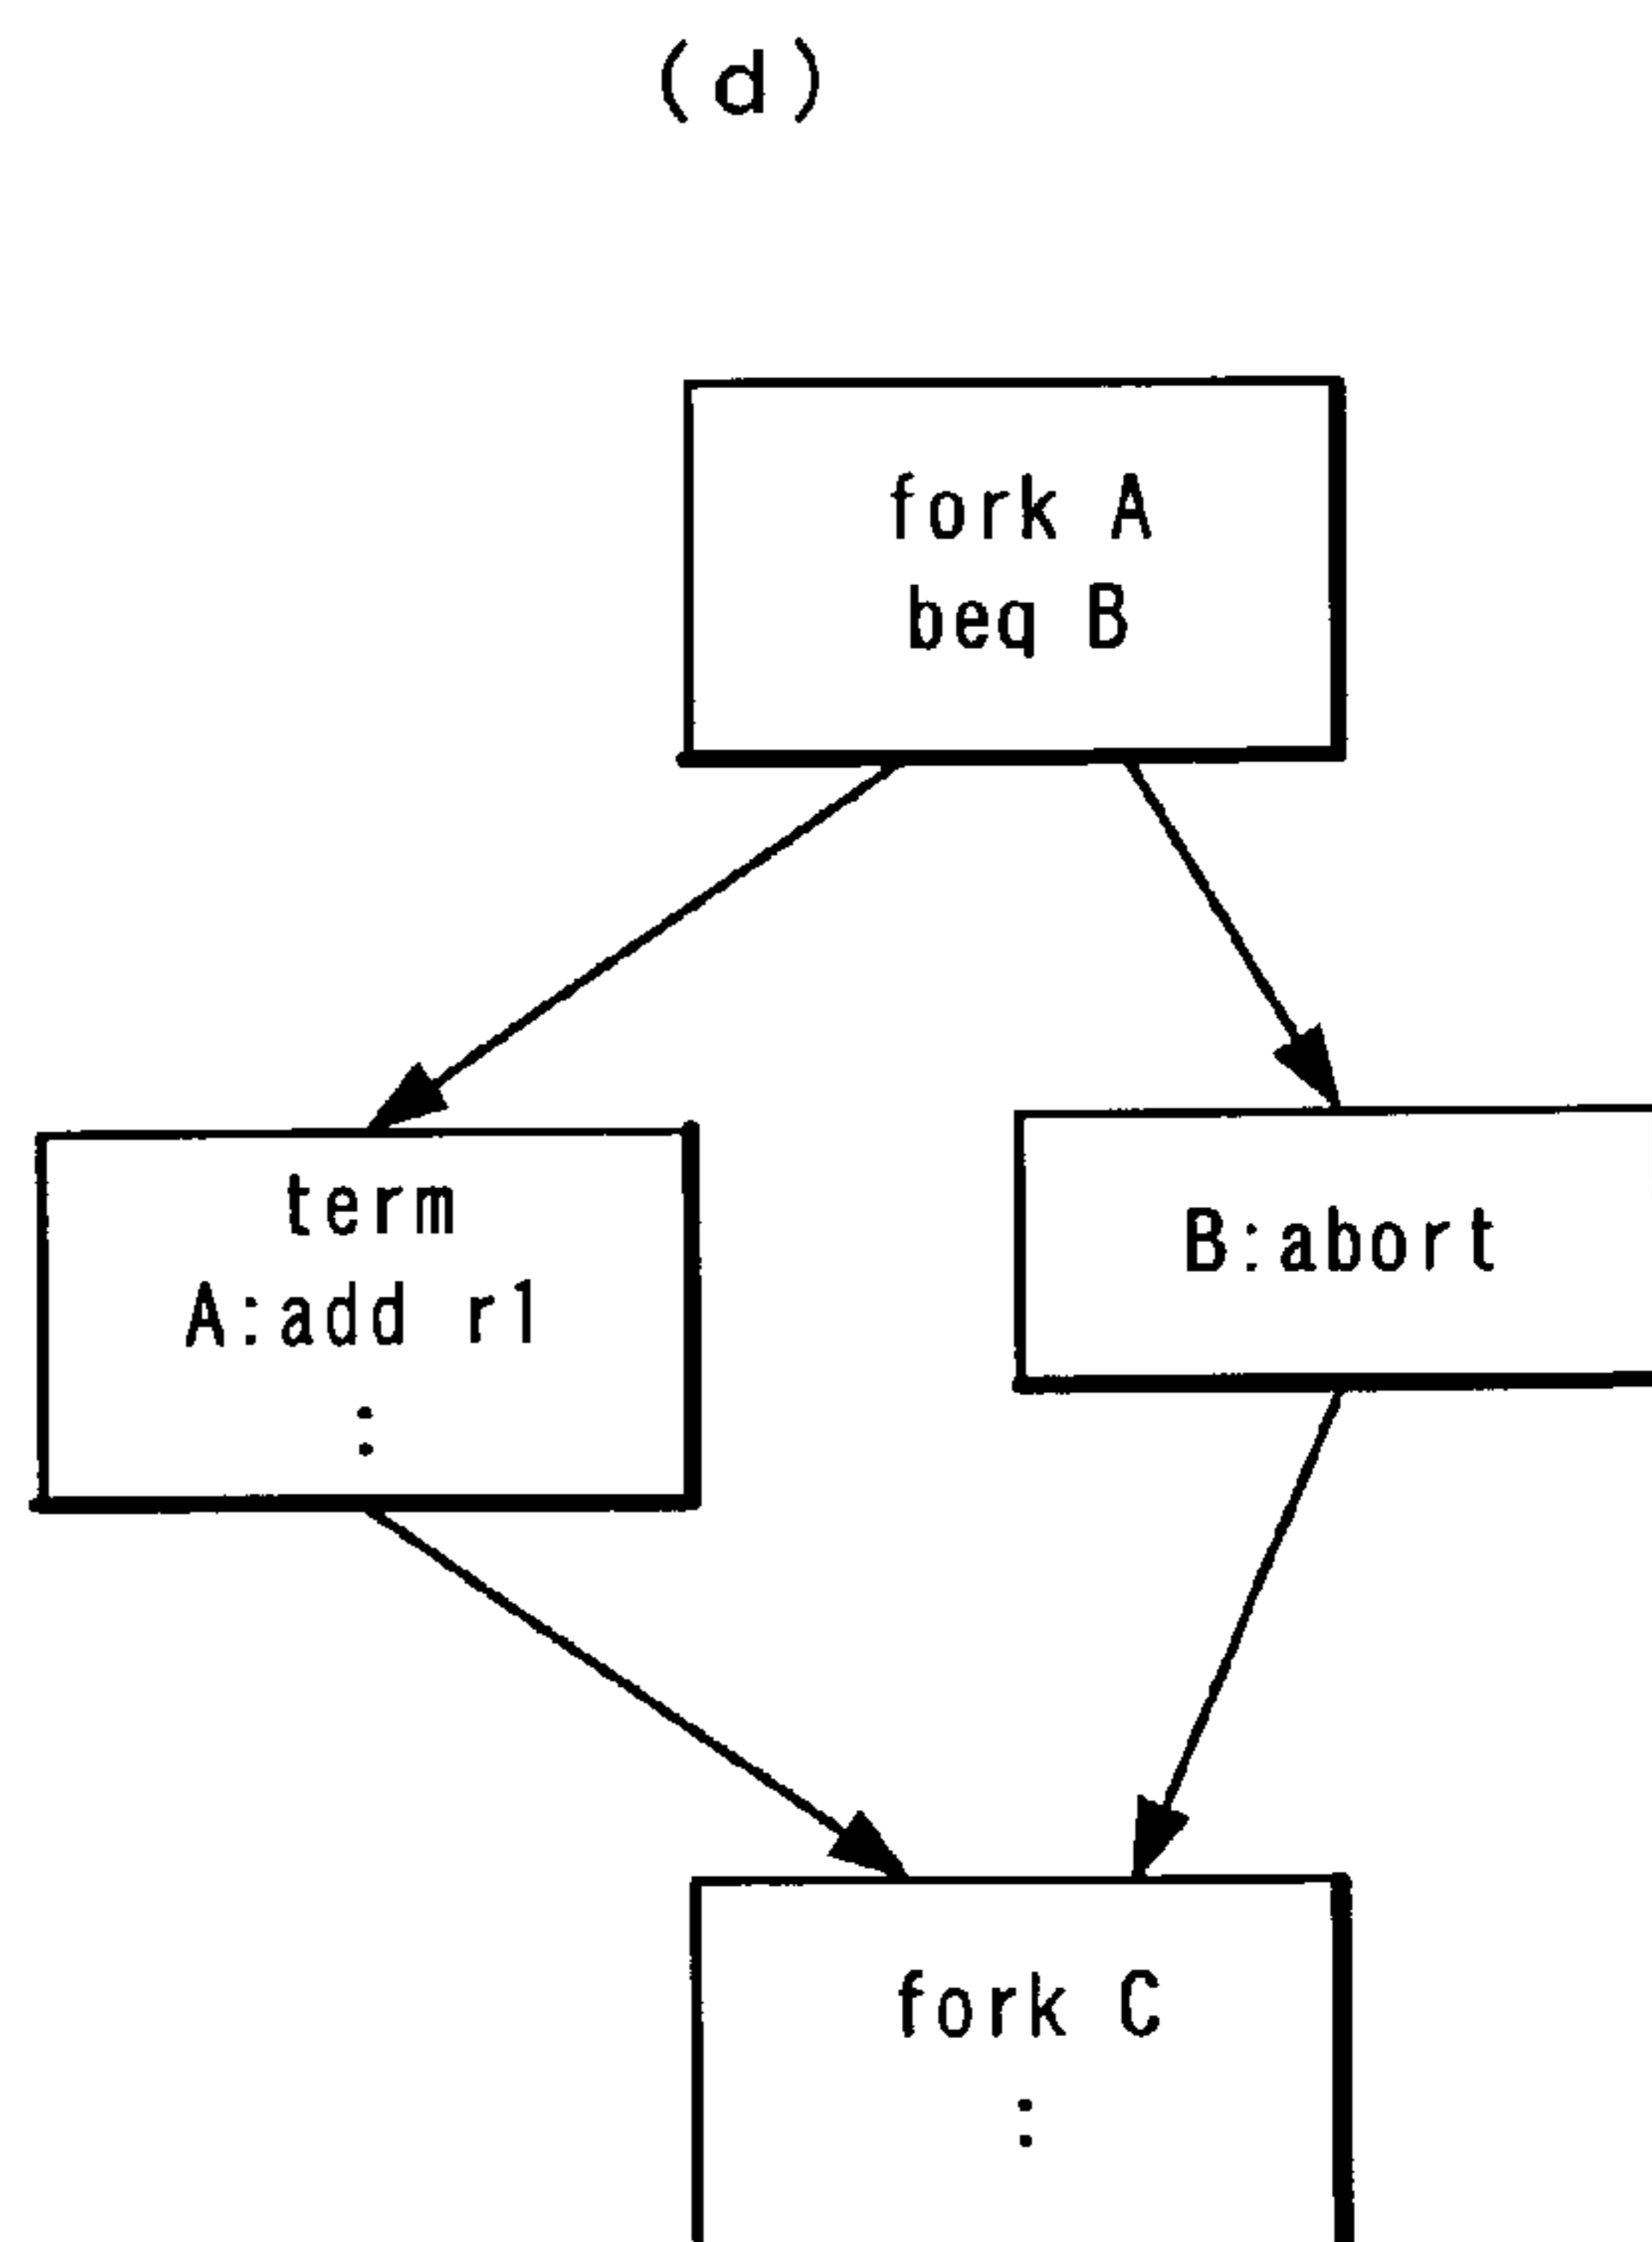 (d)
fork A
beq B
term
A:add r1
:
B:abort
fork C
: